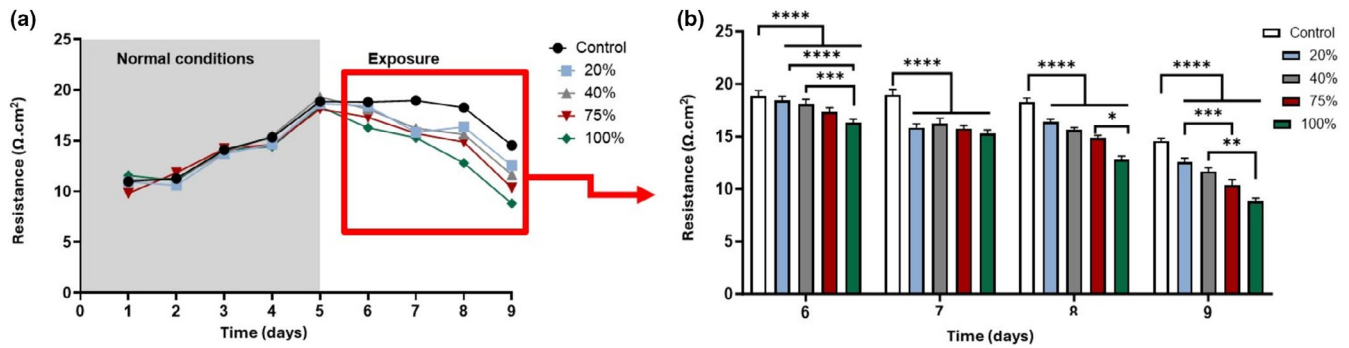 (a)
25
20
15
10
5
0
Resistance (Ω.cm²)
Normal conditions
Exposure
Control
20%
40%
75%
100%
0 1 2 3 4 5 6 7 8 9
Time (days)
(b)
25
20
15
10
5
0
Resistance (Ω.cm²)
****
****
***
****
****
*
****
***
**
Control
20%
40%
75%
100%
6 7 8 9
Time (days)